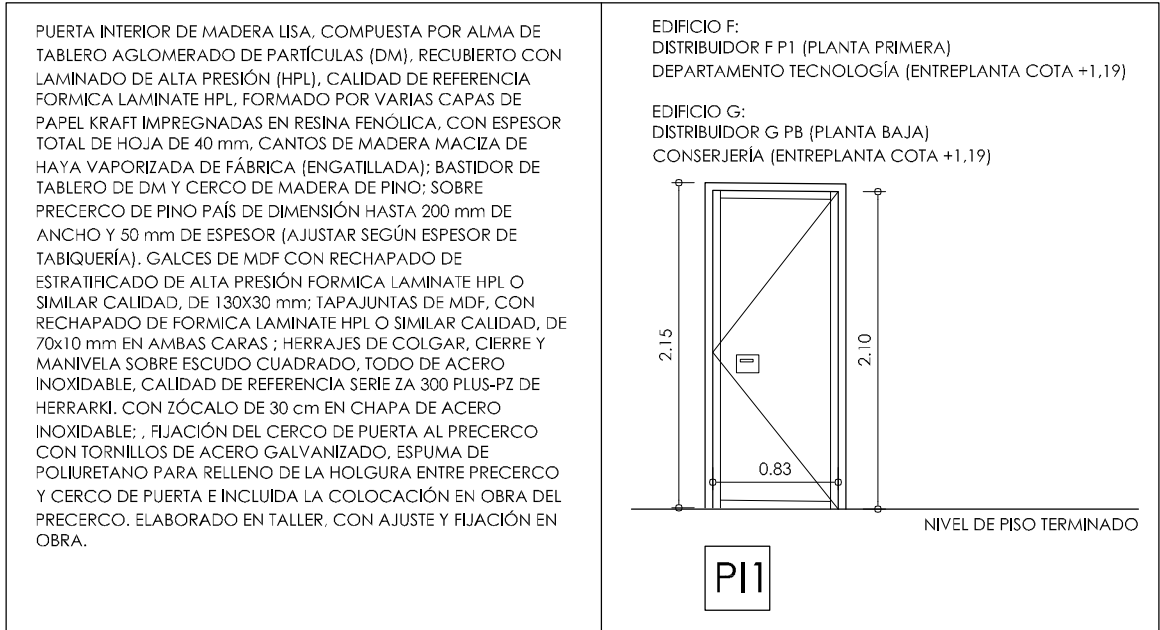 PUERTA INTERIOR DE MADERA LISA, COMPUESTA POR ALMA DE
TABLERO AGLOMERADO DE PARTÍCULAS (DM), RECUBIERTO CON
LAMINADO DE ALTA PRESIÓN (HPL), CALIDAD DE REFERENCIA
FORMICA LAMINATE HPL, FORMADO POR VARIAS CAPAS DE
PAPEL KRAFT IMPREGNADAS EN RESINA FENÓLICA, CON ESPESOR
TOTAL DE HOJA DE 40 mm, CANTOS DE MADERA MACIZA DE
HAYA VAPORIZADA DE FÁBRICA (ENGATILLADA); BASTIDOR DE
TABLERO DE DM Y CERCO DE MADERA DE PINO; SOBRE
PRECERCO DE PINO PAÍS DE DIMENSIÓN HASTA 200 mm DE
ANCHO Y 50 mm DE ESPESOR (AJUSTAR SEGÚN ESPESOR DE
TABIQUERÍA). GALCES DE MDF CON RECHAPADO DE
ESTRATIFICADO DE ALTA PRESIÓN FORMICA LAMINATE HPL O
SIMILAR CALIDAD, DE 130X30 mm; TAPAJUNTAS DE MDF, CON
RECHAPADO DE FORMICA LAMINATE HPL O SIMILAR CALIDAD, DE
70x10 mm EN AMBAS CARAS ; HERRAJES DE COLGAR, CIERRE Y
MANIVELA SOBRE ESCUDO CUADRADO, TODO DE ACERO
INOXIDABLE, CALIDAD DE REFERENCIA SERIE ZA 300 PLUS-PZ DE
HERRARKI. CON ZÓCALO DE 30 cm EN CHAPA DE ACERO
INOXIDABLE; , FIJACIÓN DEL CERCO DE PUERTA AL PRECERCO
CON TORNILLOS DE ACERO GALVANIZADO, ESPUMA DE
POLIURETANO PARA RELLENO DE LA HOLGURA ENTRE PRECERCO
Y CERCO DE PUERTA E INCLUIDA LA COLOCACIÓN EN OBRA DEL
PRECERCO. ELABORADO EN TALLER, CON AJUSTE Y FIJACIÓN EN
OBRA.
EDIFICIO F:
DISTRIBUIDOR F P1 (PLANTA PRIMERA)
DEPARTAMENTO TECNOLOGÍA (ENTREPLANTA COTA +1,19)
EDIFICIO G:
DISTRIBUIDOR G PB (PLANTA BAJA)
CONSERJERÍA (ENTREPLANTA COTA +1,19)
2.15
2.10
0.83
NIVEL DE PISO TERMINADO
PI1